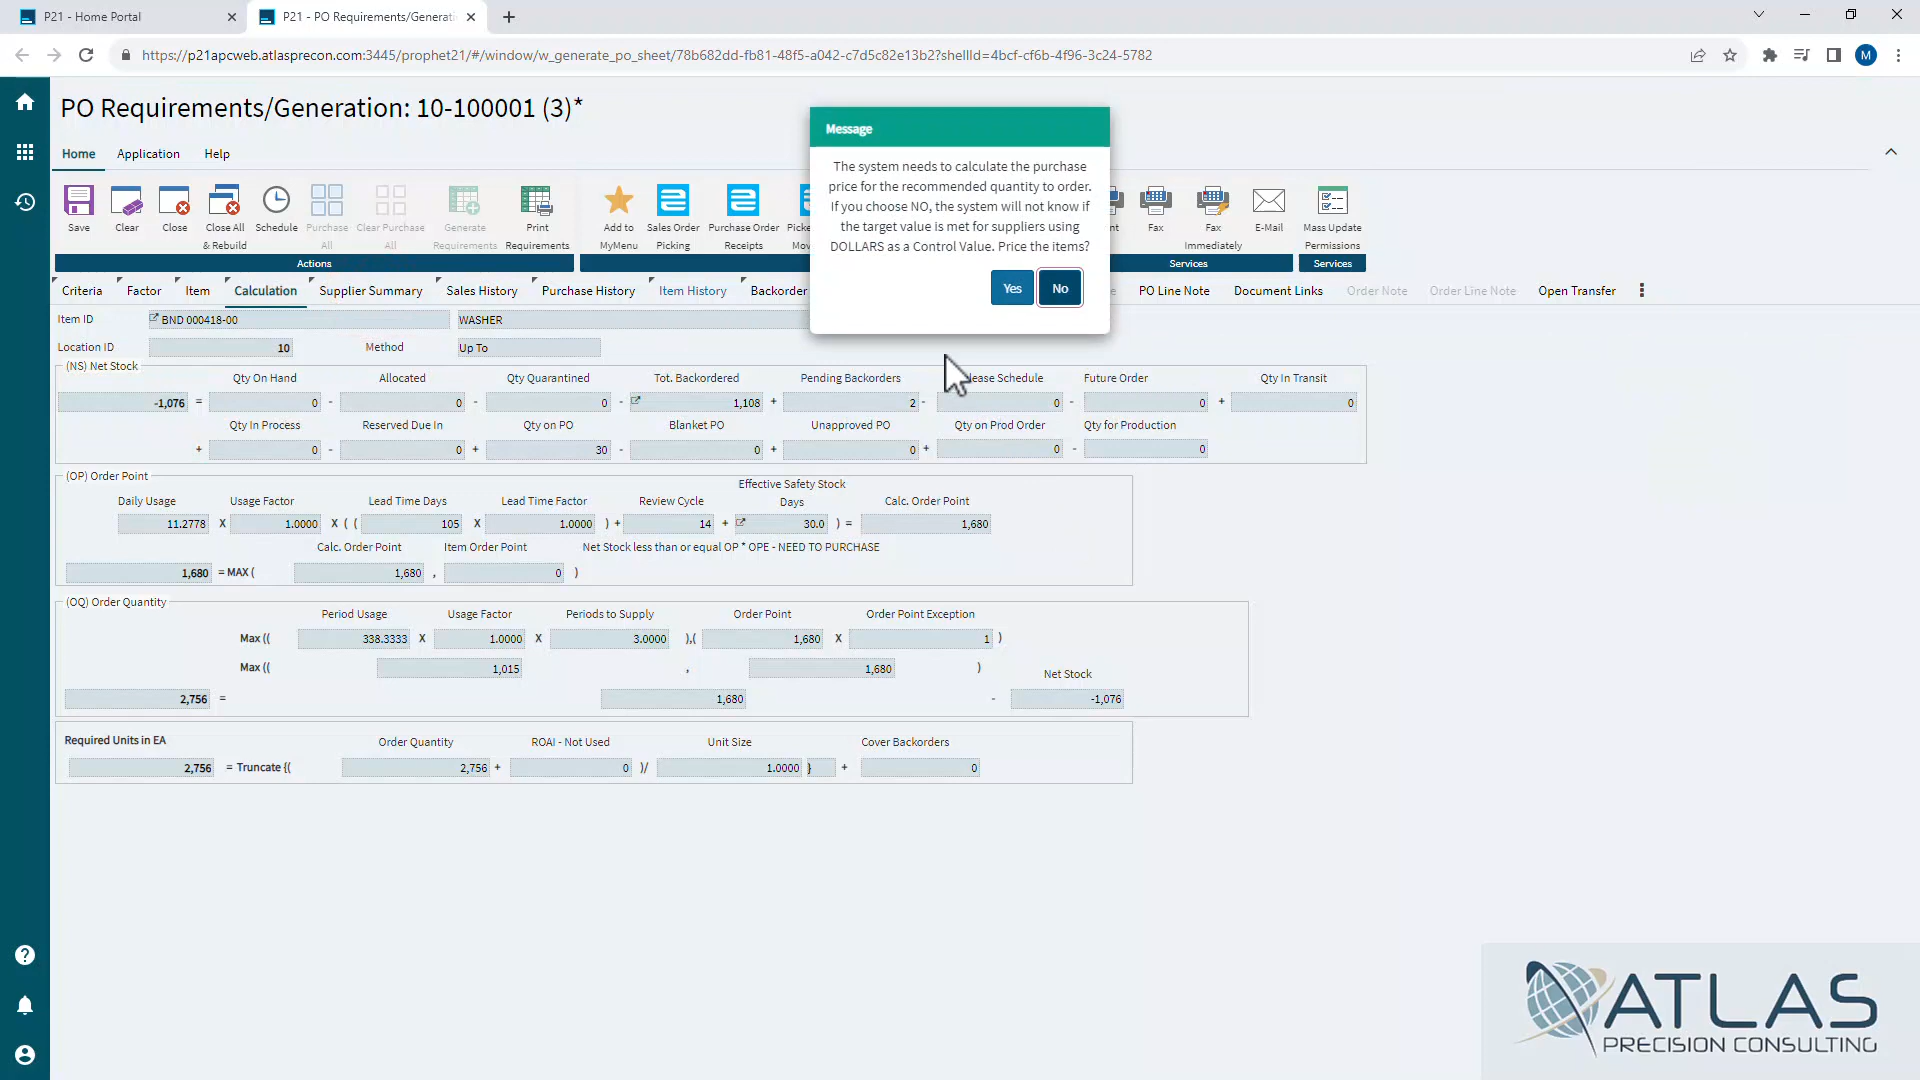 P21 - Home Portal
P21 - PO Requirements/Generati
https://p21apcweb.atlasprecon.com:3445/prophet21/#/window/w_generate_po_sheet/78b682dd-fb81-48f5-a042-c7d5c82e13b2?shellId=4bcf-cf6b-4f96-3c24-5782
M
PO Requirements/Generation: 10-100001 (3)*
Home Application Help
Save Clear Close Close All & Rebuild Schedule Purchase All Clear Purchase All Generate Requirements Print Requirements
Actions
Add to MyMenu Sales Order Picking Purchase Order Receipts
Fax Fax Immediately E-Mail Mass Update Permissions
Services Services
Message
The system needs to calculate the purchase
price for the recommended quantity to order.
If you choose NO, the system will not know if
the target value is met for suppliers using
DOLLARS as a Control Value. Price the items?
Yes No
Criteria Factor Item Calculation Supplier Summary Sales History Purchase History Item History Backorder PO Line Note Document Links Order Note Order Line Note Open Transfer
Item ID BND 000418-00 WASHER
Location ID 10 Method Up To
(NS) Net Stock
Qty On Hand Allocated Qty Quarantined Tot. Backordered Pending Backorders ease Schedule Future Order Qty In Transit
-1,076 = 0 - 0 - 0 - 1,108 + 2 - 0 - 0 + 0
Qty In Process Reserved Due In Qty on PO Blanket PO Unapproved PO Qty on Prod Order Qty for Production
+ 0 - 0 + 30 - 0 + 0 + 0 - 0
(OP) Order Point
Effective Safety Stock
Daily Usage Usage Factor Lead Time Days Lead Time Factor Review Cycle Days Calc. Order Point
11.2778 X 1.0000 X ( ( 105 X 1.0000 ) + 14 + 30.0 ) = 1,680
Calc. Order Point Item Order Point Net Stock less than or equal OP * OPE - NEED TO PURCHASE
1,680 = MAX ( 1,680 , 0 )
(OQ) Order Quantity
Period Usage Usage Factor Periods to Supply Order Point Order Point Exception
Max (( 338.3333 X 1.0000 X 3.0000 ),( 1,680 X 1 )
Max (( 1,015 , 1,680 )
Net Stock
2,756 = 1,680 - -1,076
Required Units in EA Order Quantity ROAI - Not Used Unit Size Cover Backorders
2,756 = Truncate {( 2,756 + 0 )/ 1.0000 } + 0
ATLAS
PRECISION CONSULTING